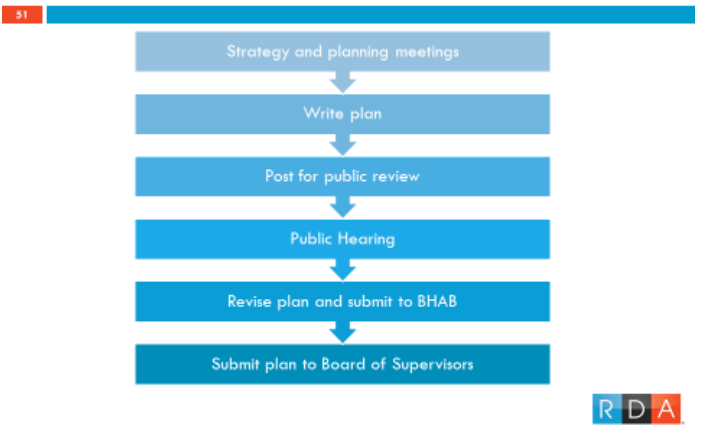 51
Strategy and planning meetings
Write plan
Post for public review
Public Hearing
Revise plan and submit to BHAB
Submit plan to Board of Supervisors
RDA